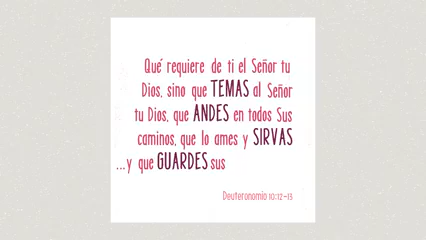 Qué requiere de ti el Señor tu
Dios, sino que TEMAS al Señor
tu Dios, que ANDES en todos Sus
caminos, que lo ames y SIRVAS
...y que GUARDES sus
Deuteronomio 10:12-13